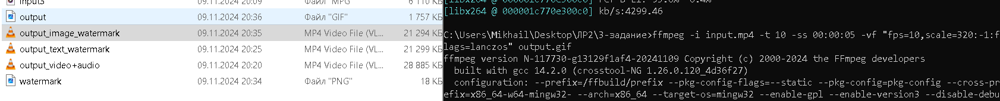 input3 09.11.2024 20:09 Файл "MPG" 6 110 КБ
output 09.11.2024 20:36 Файл "GIF" 1 757 КБ
output_image_watermark 09.11.2024 20:35 MP4 Video File (VL... 21 294 КБ
output_text_watermark 09.11.2024 20:25 MP4 Video File (VL... 21 299 КБ
output_video+audio 09.11.2024 20:20 MP4 Video File (VL... 28 885 КБ
watermark 09.11.2024 20:34 Файл "PNG" 18 КБ
[libx264 @ 000001c770e300c0]
[libx264 @ 000001c770e300c0] kb/s:4299.46
C:\Users\Mikhail\Desktop\ЛР2\3-задание>ffmpeg -i input.mp4 -t 10 -ss 00:00:05 -vf "fps=10,scale=320:-1:f
lags=lanczos" output.gif
ffmpeg version N-117730-g13129f1af4-20241109 Copyright (c) 2000-2024 the FFmpeg developers
built with gcc 14.2.0 (crosstool-NG 1.26.0.120_4d36f27)
configuration: --prefix=/ffbuild/prefix --pkg-config-flags=--static --pkg-config=pkg-config --cross-pr
efix=x86_64-w64-mingw32- --arch=x86_64 --target-os=mingw32 --enable-gpl --enable-version3 --disable-debu